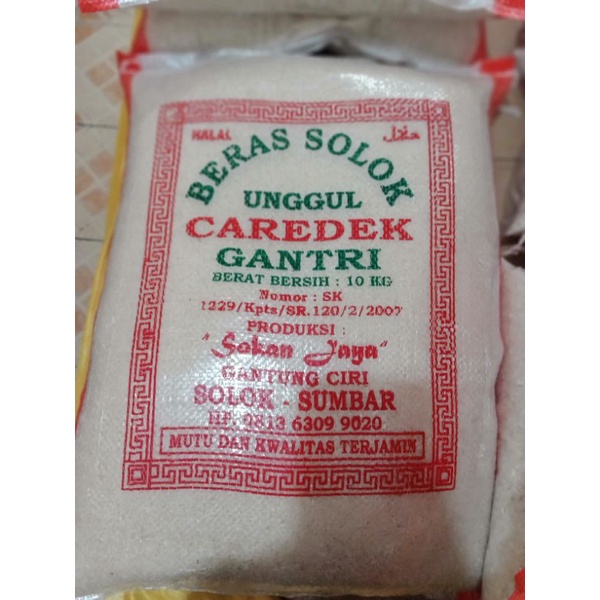 HALAL
حلال
BERAS SOLOK
UNGGUL
CAREDEK
GANTRI
BERAT BERSIH : 10 KG
Nomor : SK
1229/Kpts/SR.120/2/2007
PRODUKSI :
"Sakan Jaya"
GANTUNG CIRI
SOLOK - SUMBAR
HP. 0813 6309 9020
MUTU DAN KWALITAS TERJAMIN